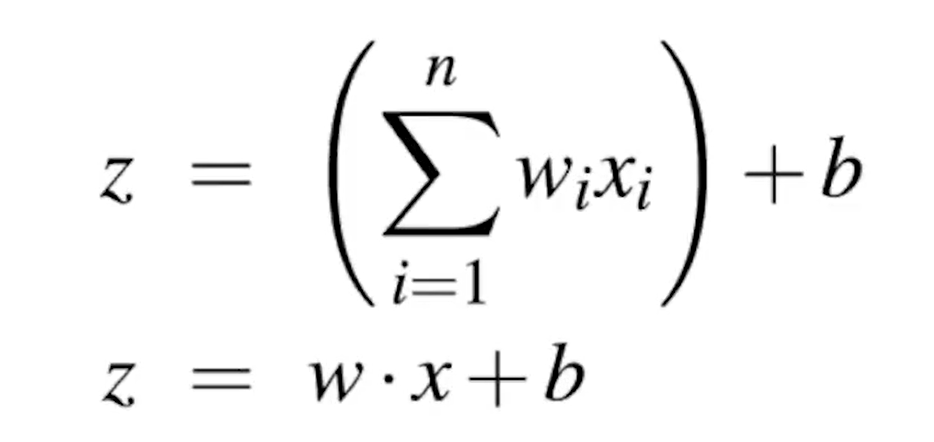 z = ( ∑_{i=1}^{n} w_i x_i ) + b
z = w · x + b